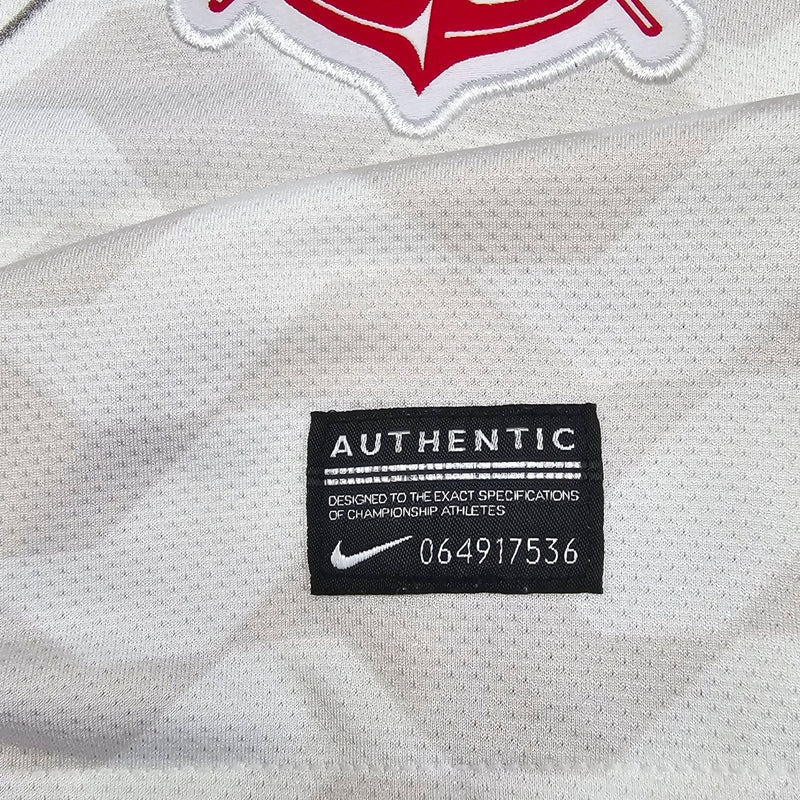 AUTHENTIC
DESIGNED TO THE EXACT SPECIFICATIONS
OF CHAMPIONSHIP ATHLETES
064917536